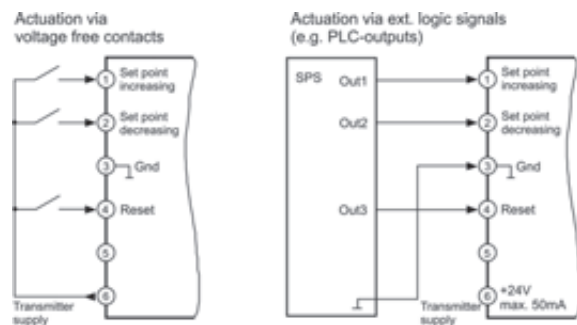 Actuation via
voltage free contacts
1 Set point
increasing
2 Set point
decreasing
3 Gnd
4 Reset
5
6
Transmitter
supply
Actuation via ext. logic signals
(e.g. PLC-outputs)
SPS
Out1
Out2
Out3
1 Set point
increasing
2 Set point
decreasing
3 Gnd
4 Reset
5
6 +24V
max. 50mA
Transmitter
supply